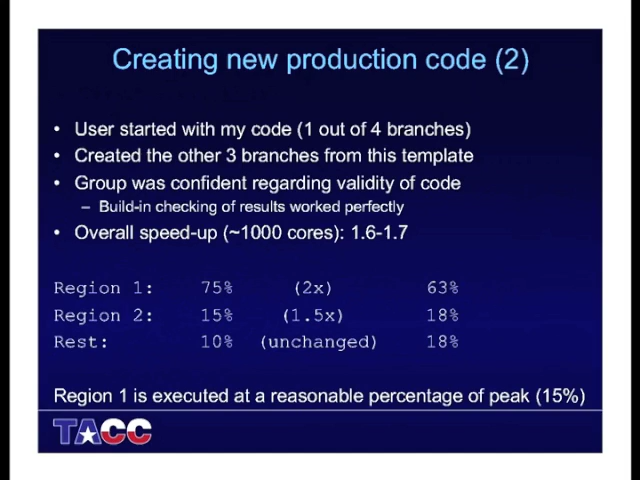 Creating new production code (2)
• User started with my code (1 out of 4 branches)
• Created the other 3 branches from this template
• Group was confident regarding validity of code
– Build-in checking of results worked perfectly
• Overall speed-up (~1000 cores): 1.6-1.7
Region 1: 75% (2x) 63%
Region 2: 15% (1.5x) 18%
Rest: 10% (unchanged) 18%
Region 1 is executed at a reasonable percentage of peak (15%)
TACC